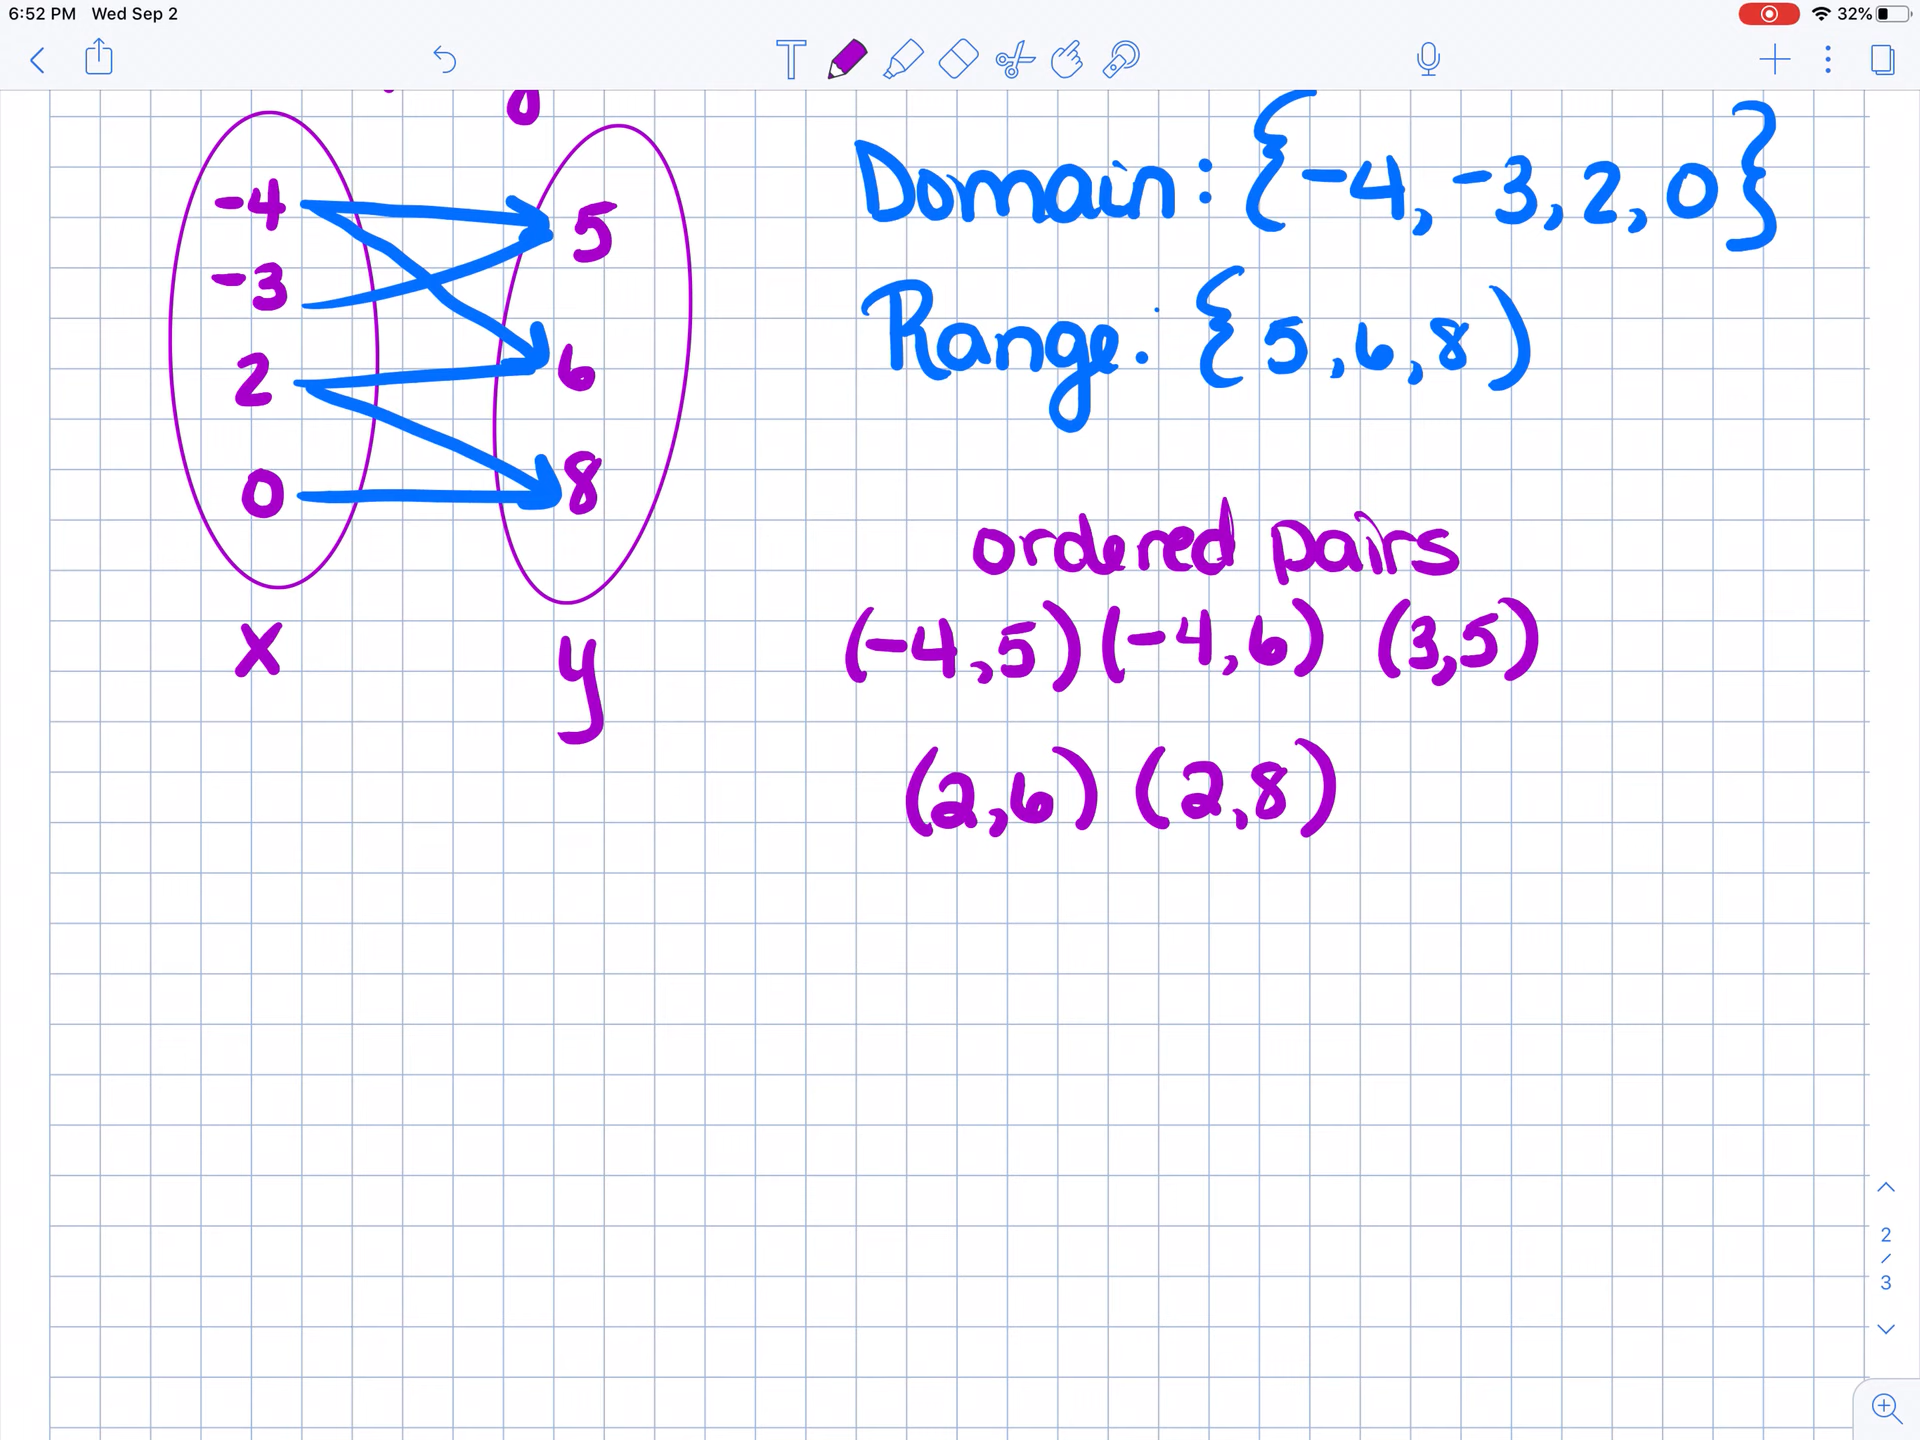 6:52 PM Wed Sep 2
32%
T
y
-4
-3
2
0
5
6
8
x
y
Domain: {-4, -3, 2, 0}
Range: {5, 6, 8)
ordered pairs
(-4,5) (-4,6) (3,5)
(2,6) (2,8)
2
/
3